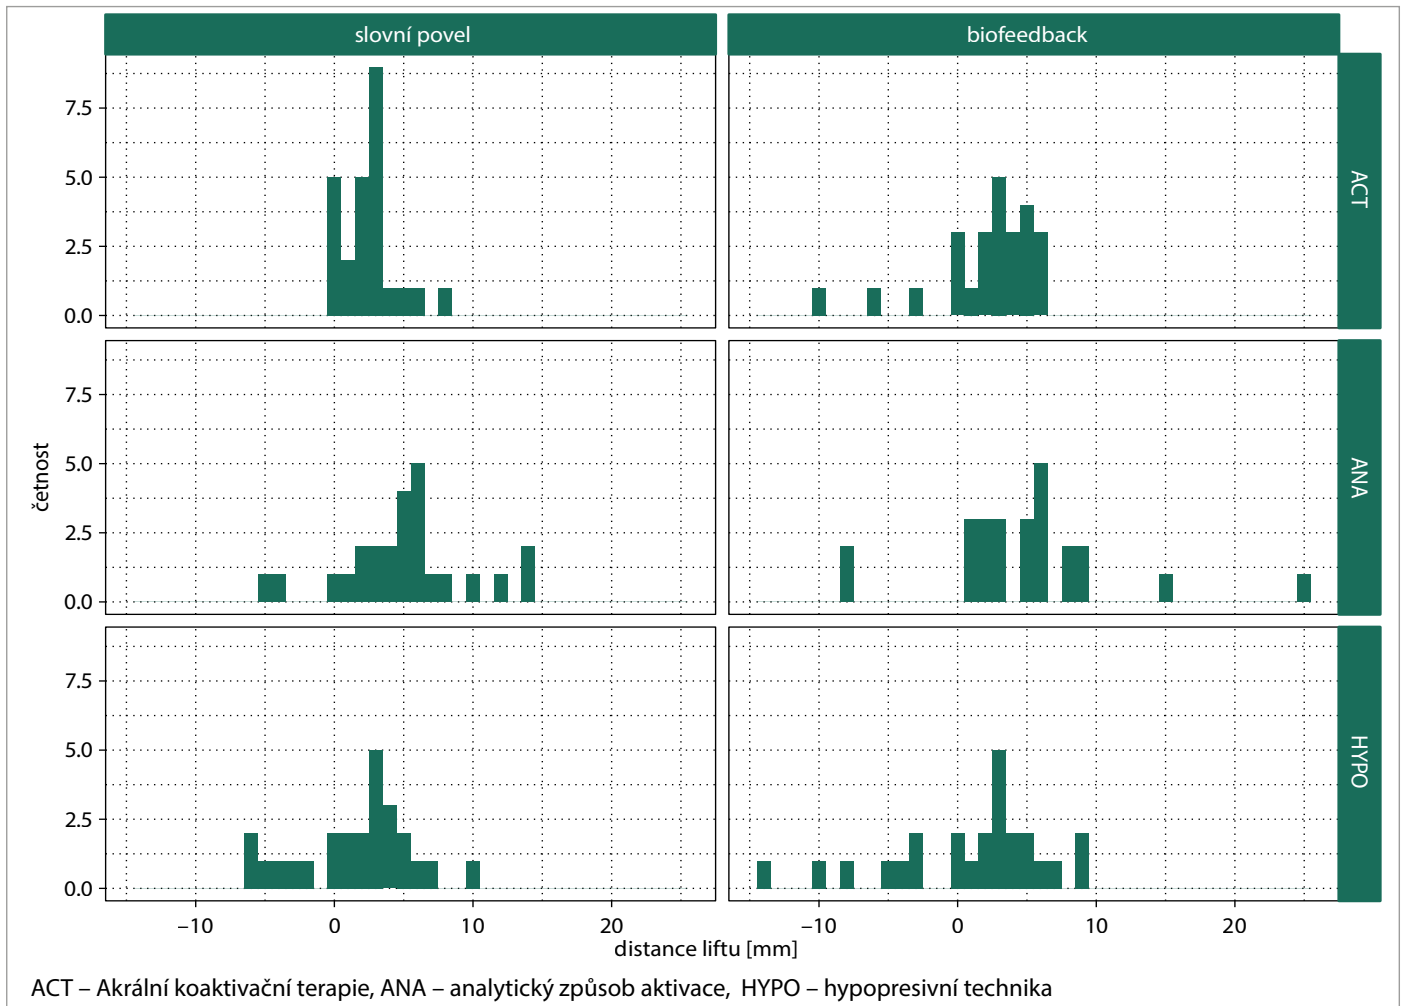 slovní povel
biofeedback
7.5
5.0
2.5
0.0
ACT
četnost
7.5
5.0
2.5
0.0
ANA
7.5
5.0
2.5
0.0
HYPO
–10 0 10 20
–10 0 10 20
distance liftu [mm]
ACT – Akrální koaktivační terapie, ANA – analytický způsob aktivace, HYPO – hypopresivní technika